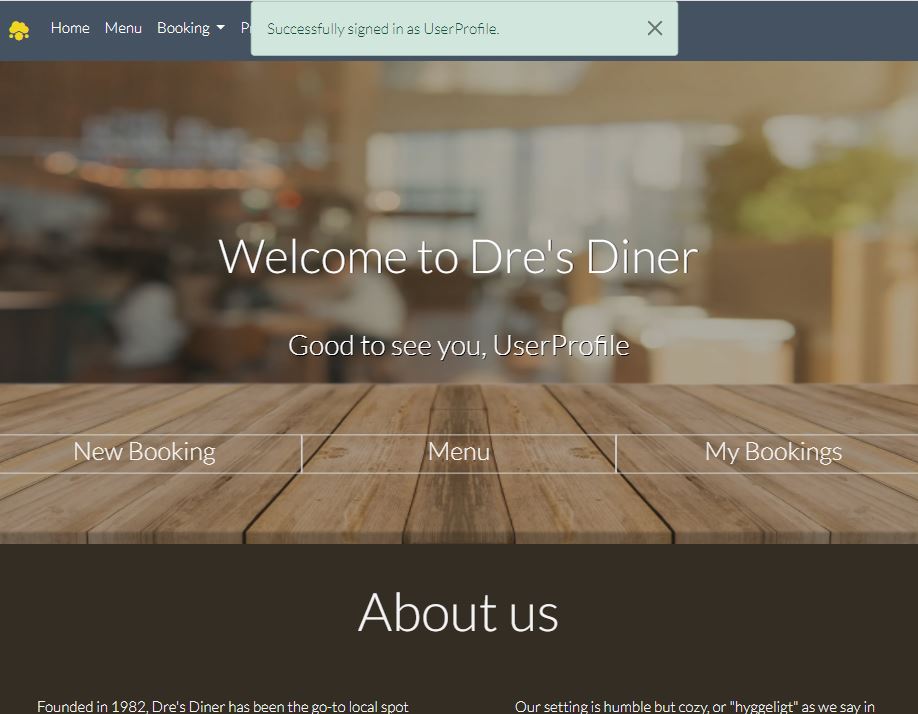 Home Menu Booking
Successfully signed in as UserProfile.
Welcome to Dre's Diner
Good to see you, UserProfile
New Booking Menu My Bookings
About us
Founded in 1982, Dre's Diner has been the go-to local spot
Our setting is humble but cozy, or "hyggeligt" as we say in